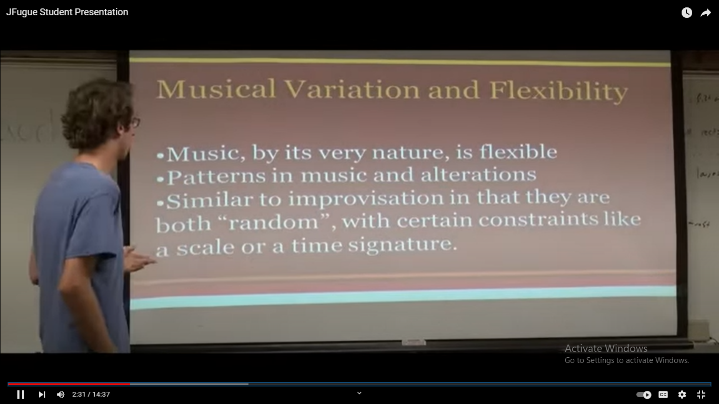 JFugue Student Presentation
Musical Variation and Flexibility
•Music, by its very nature, is flexible
•Patterns in music and alterations
•Similar to improvisation in that they are
both “random”, with certain constraints like
a scale or a time signature.
Activate Windows
Go to Settings to activate Windows.
2:31 / 14:37